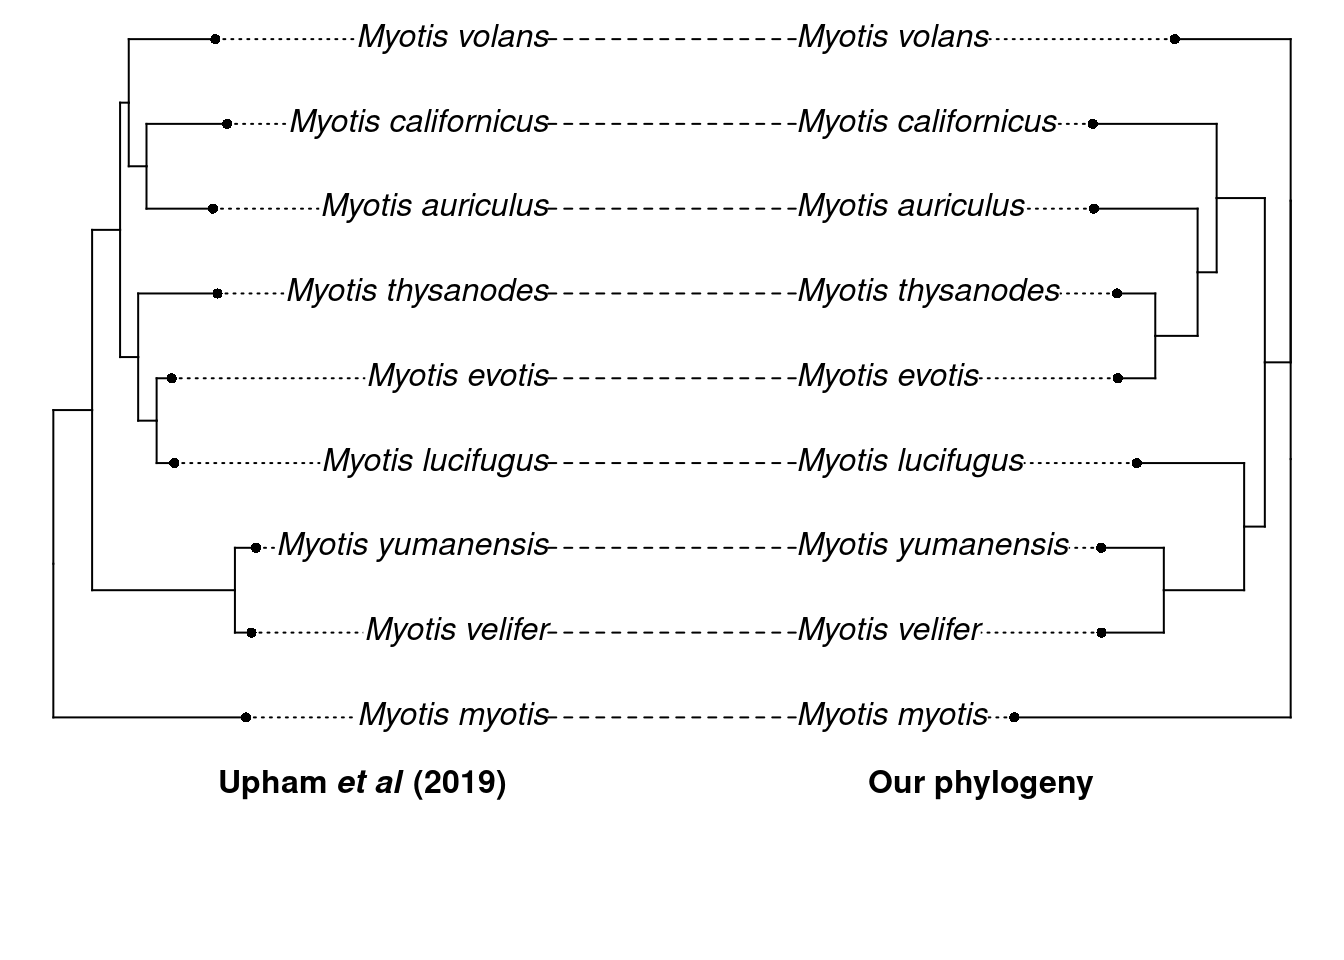 Myotis volans Myotis volans
Myotis californicus Myotis californicus
Myotis auriculus Myotis auriculus
Myotis thysanodes Myotis thysanodes
Myotis evotis Myotis evotis
Myotis lucifugus Myotis lucifugus
Myotis yumanensis Myotis yumanensis
Myotis velifer Myotis velifer
Myotis myotis Myotis myotis
Upham et al (2019) Our phylogeny